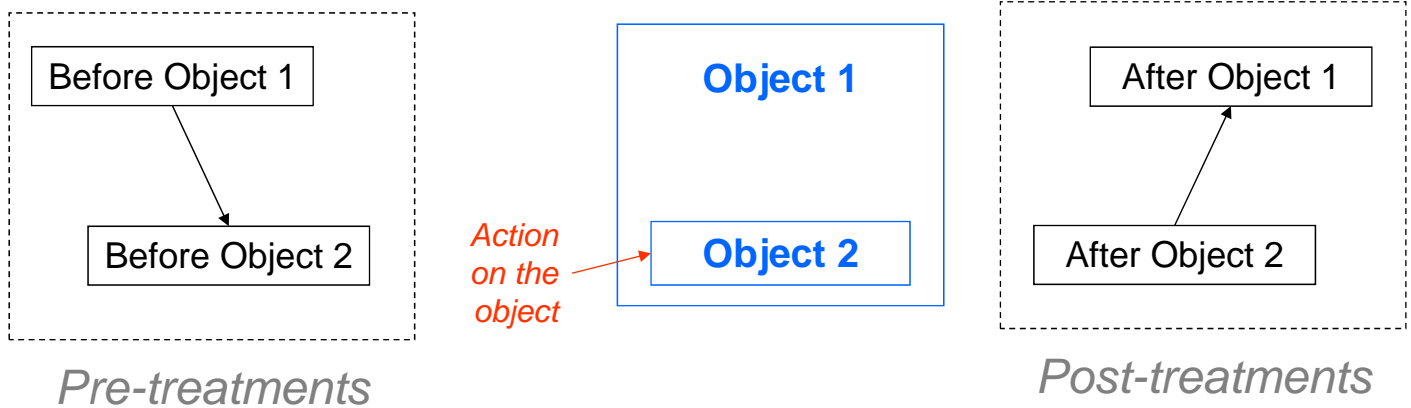 Before Object 1
Before Object 2
Pre-treatments
Object 1
Action
on the
object
Object 2
After Object 1
After Object 2
Post-treatments